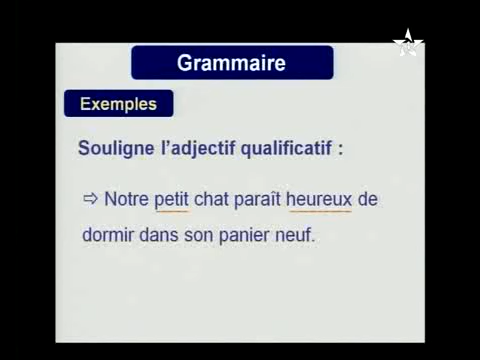 Grammaire
Exemples
Souligne l'adjectif qualificatif :
⇨ Notre petit chat paraît heureux de
dormir dans son panier neuf.